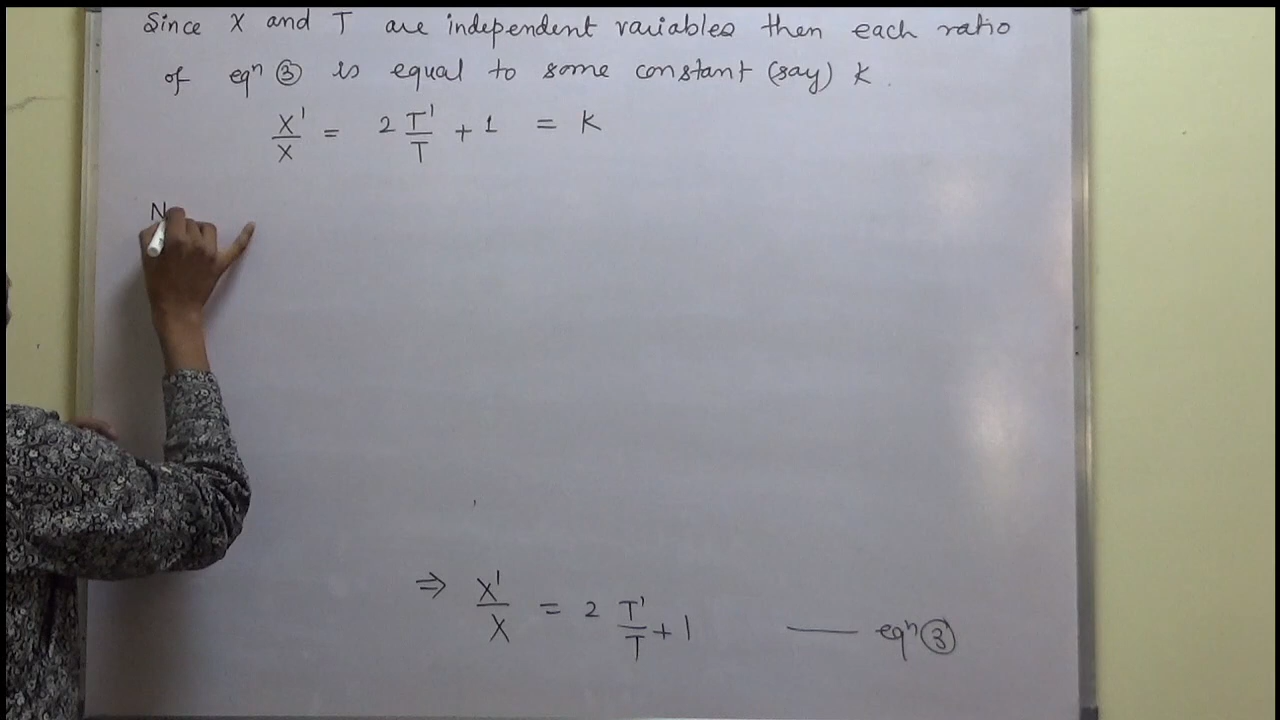 Since X and T are independent variables then each ratio
of eqⁿ ③ is equal to some constant (say) K.
X'/X = 2 T'/T + 1 = K
N
⇒ X'/X = 2 T'/T + 1 —— eqⁿ ③